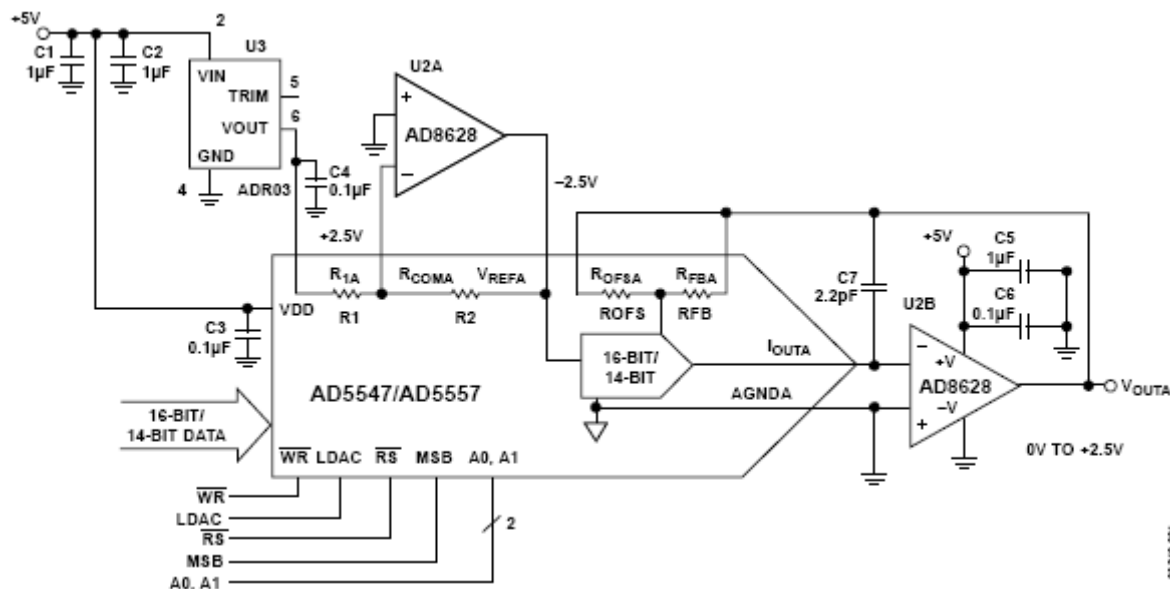 +5V
2
U3
C1
1µF
C2
1µF
VIN
TRIM
5
VOUT
6
GND
4
ADR03
C4
0.1µF
U2A
+
AD8628
–
–2.5V
+2.5V
R1A
RCOMA
VREFA
ROFSA
RFBA
R1
R2
ROFS
RFB
VDD
C3
0.1µF
16-BIT/
14-BIT
IOUTA
AGNDA
C7
2.2pF
+5V
C5
1µF
C6
0.1µF
U2B
–
+V
AD8628
–V
+
VOUTA
0V TO +2.5V
AD5547/AD5557
16-BIT/
14-BIT DATA
WR LDAC RS MSB A0, A1
WR
LDAC
RS
MSB
A0, A1
2